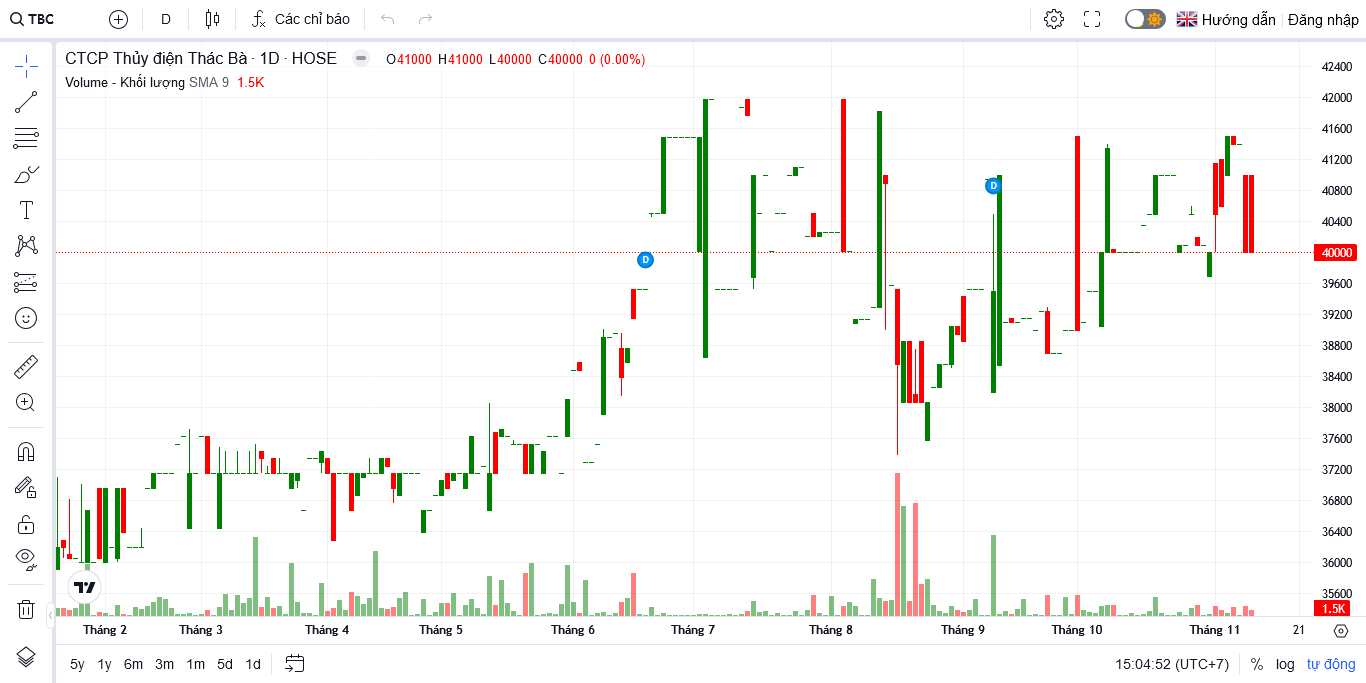 TBC D Các chỉ báo Hướng dẫn Đăng nhập
CTCP Thủy điện Thác Bà · 1D · HOSE O41000 H41000 L40000 C40000 0 (0.00%)
Volume - Khối lượng SMA 9 1.5K
42400
42000
41600
41200
40800
40400
40000
39600
39200
38800
38400
38000
37600
37200
36800
36400
36000
35600
1.5K
D
D
Tháng 2 Tháng 3 Tháng 4 Tháng 5 Tháng 6 Tháng 7 Tháng 8 Tháng 9 Tháng 10 Tháng 11 21
5y 1y 6m 3m 1m 5d 1d 15:04:52 (UTC+7) % log tự động